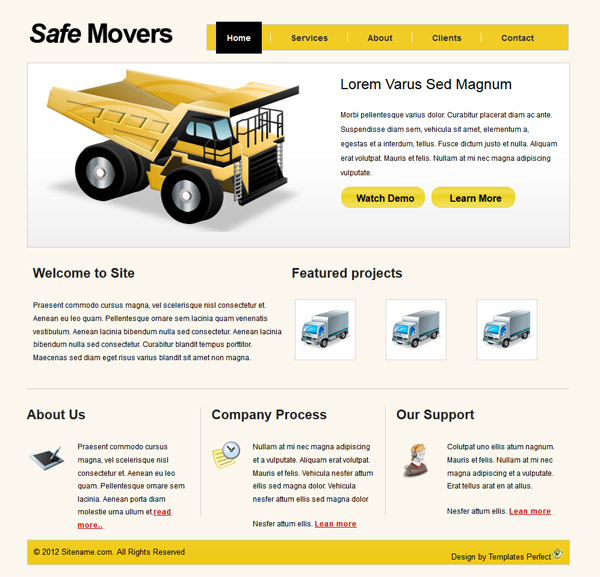 Safe Movers
Home Services About Clients Contact
Lorem Varus Sed Magnum
Morbi pellentesque varius dolor. Curabitur placerat diam ac ante.
Suspendisse diam sem, vehicula sit amet, elementum a,
egestas et a interdum, tellus. Fusce dictum justo et nulla. Aliquam
erat volutpat. Mauris et felis. Nullam at mi nec magna adipiscing
vulputate.
Watch Demo Learn More
Welcome to Site
Praesent commodo cursus magna, vel scelerisque nisl consectetur et.
Aenean eu leo quam. Pellentesque ornare sem lacinia quam venenatis
vestibulum. Aenean lacinia bibendum nulla sed consectetur. Aenean lacinia
bibendum nulla sed consectetur. Curabitur blandit tempus porttitor.
Maecenas sed diam eget risus varius blandit sit amet non magna.
Featured projects
About Us
Praesent commodo cursus
magna, vel scelerisque nisl
consectetur et. Aenean eu leo
quam. Pellentesque ornare sem
lacinia. Aenean porta diam
molestie urna ullum et.read
more..
Company Process
Nullam at mi nec magna adipiscing
et a vulputate. Aliquam erat volutpat.
Mauris et felis. Vehicula nesfer attum
ellis sed magna dolor. Vehicula
nesfer attum ellis sed magna dolor
Nesfer attum ellis. Lean more
Our Support
Colutpat uno ellis atum nagnum.
Mauris et felis. Nullam at mi nec
magna adipiscing et a vulputate.
Erat tellus arat en at allus.
Nesfer attum ellis. Lean more
© 2012 Sitename.com. All Rights Reserved
Design by Templates Perfect